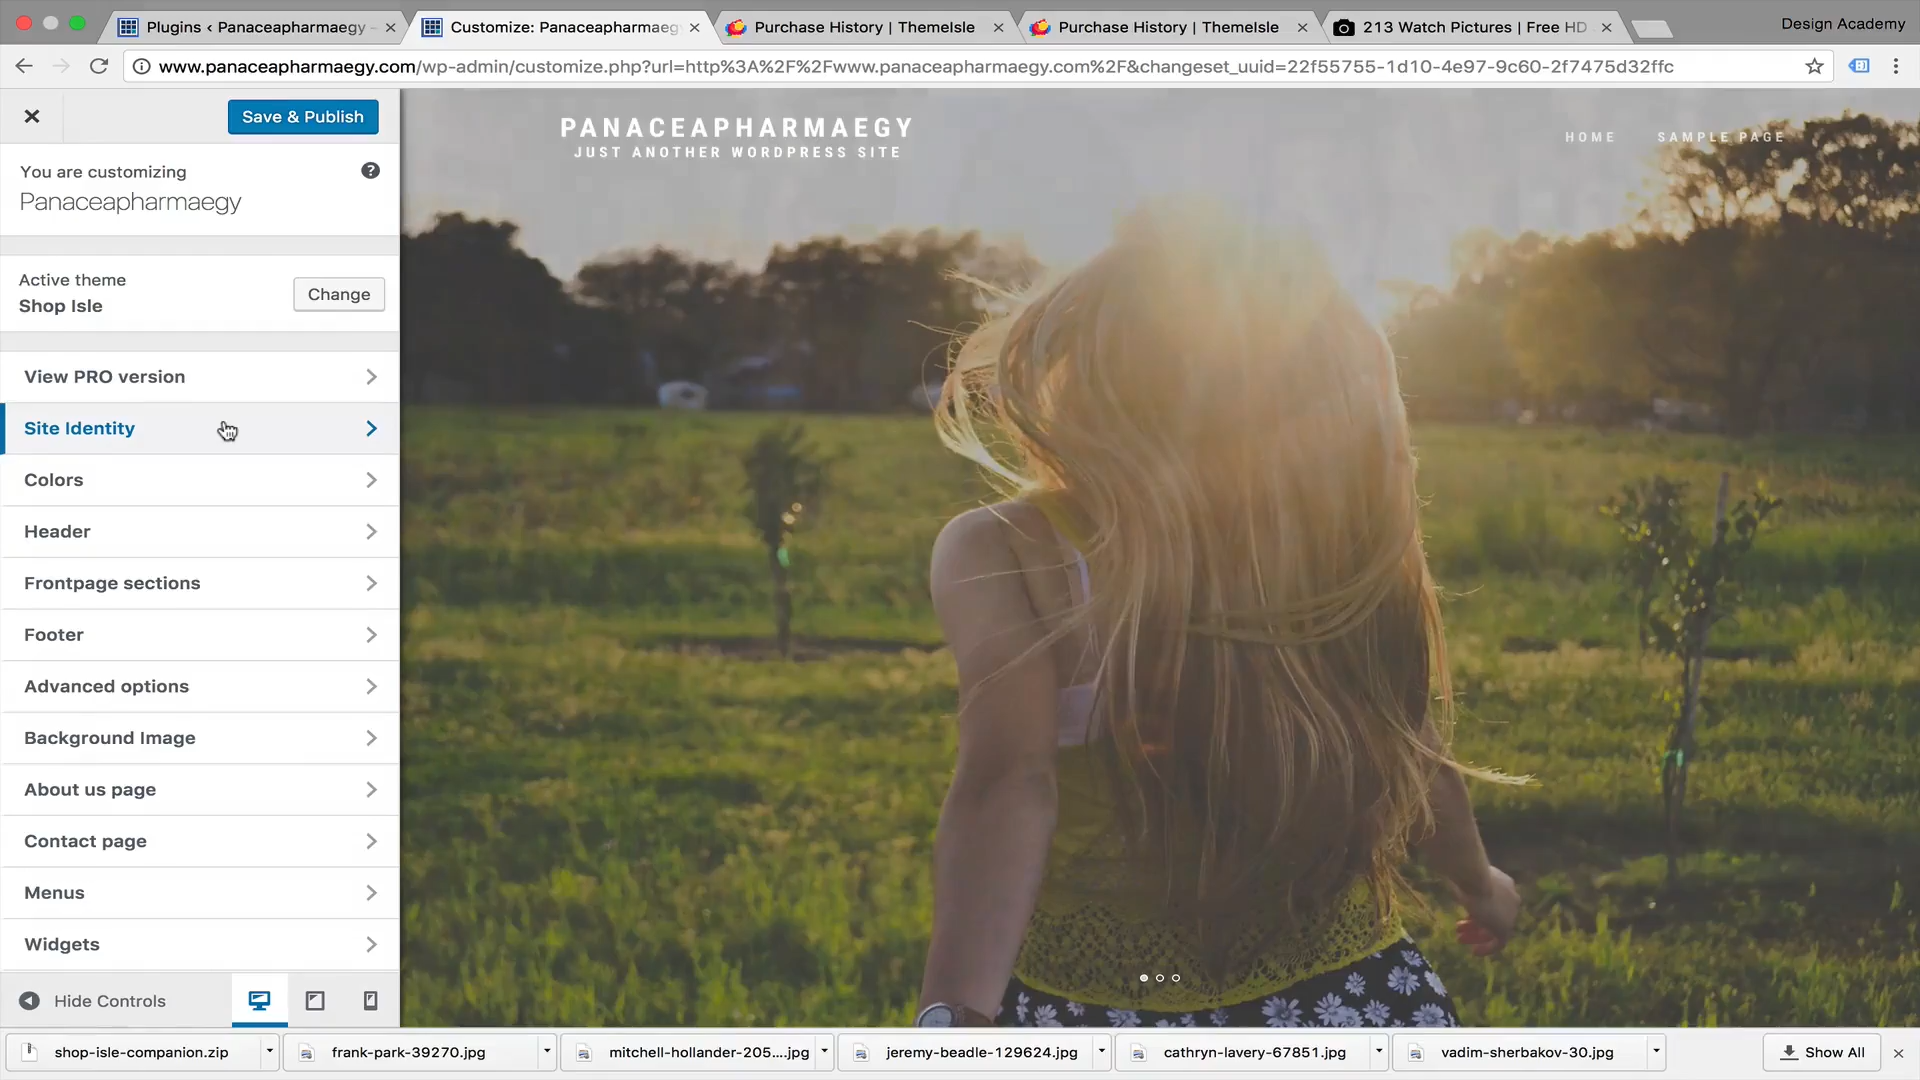 Plugins ‹ Panaceapharmaegy –
Customize: Panaceapharmaegy
Purchase History | ThemeIsle
Purchase History | ThemeIsle
213 Watch Pictures | Free HD
Design Academy
www.panaceapharmaegy.com/wp-admin/customize.php?url=http%3A%2F%2Fwww.panaceapharmaegy.com%2F&changeset_uuid=22f55755-1d10-4e97-9c60-2f7475d32ffc
Save & Publish
You are customizing
Panaceapharmaegy
Active theme
Shop Isle
Change
View PRO version
Site Identity
Colors
Header
Frontpage sections
Footer
Advanced options
Background Image
About us page
Contact page
Menus
Widgets
Hide Controls
PANACEAPHARMAEGY
JUST ANOTHER WORDPRESS SITE
HOME
SAMPLE PAGE
shop-isle-companion.zip
frank-park-39270.jpg
mitchell-hollander-205....jpg
jeremy-beadle-129624.jpg
cathryn-lavery-67851.jpg
vadim-sherbakov-30.jpg
Show All